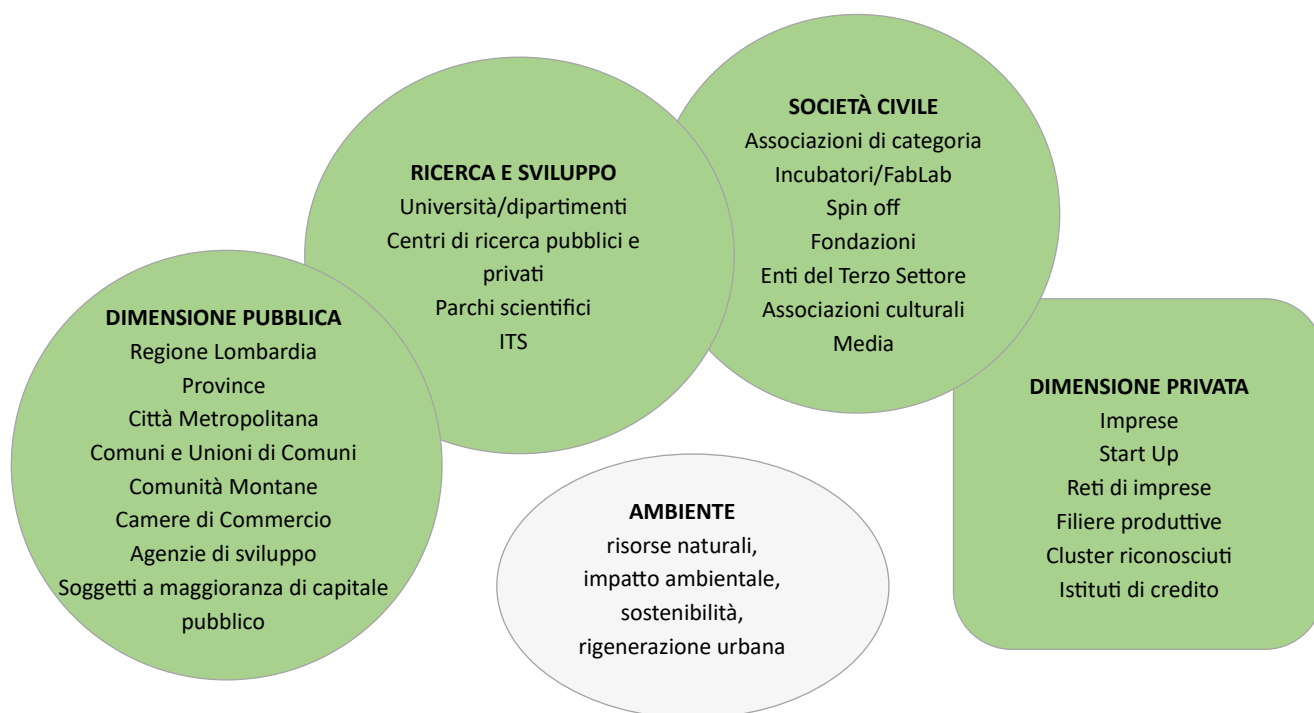 DIMENSIONE PUBBLICA
Regione Lombardia
Province
Città Metropolitana
Comuni e Unioni di Comuni
Comunità Montane
Camere di Commercio
Agenzie di sviluppo
Soggetti a maggioranza di capitale
pubblico
RICERCA E SVILUPPO
Università/dipartimenti
Centri di ricerca pubblici e
privati
Parchi scientifici
ITS
SOCIETÀ CIVILE
Associazioni di categoria
Incubatori/FabLab
Spin off
Fondazioni
Enti del Terzo Settore
Associazioni culturali
Media
DIMENSIONE PRIVATA
Imprese
Start Up
Reti di imprese
Filiere produttive
Cluster riconosciuti
Istituti di credito
AMBIENTE
risorse naturali,
impatto ambientale,
sostenibilità,
rigenerazione urbana